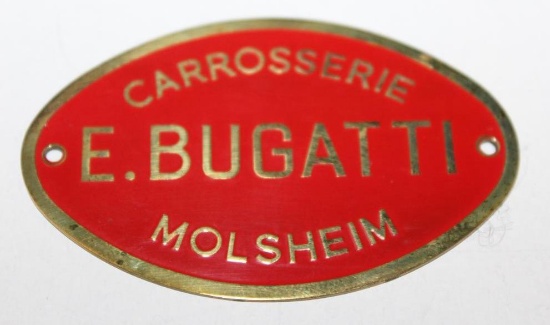 CARROSSERIE
E. BUGATTI
MOLSHEIM